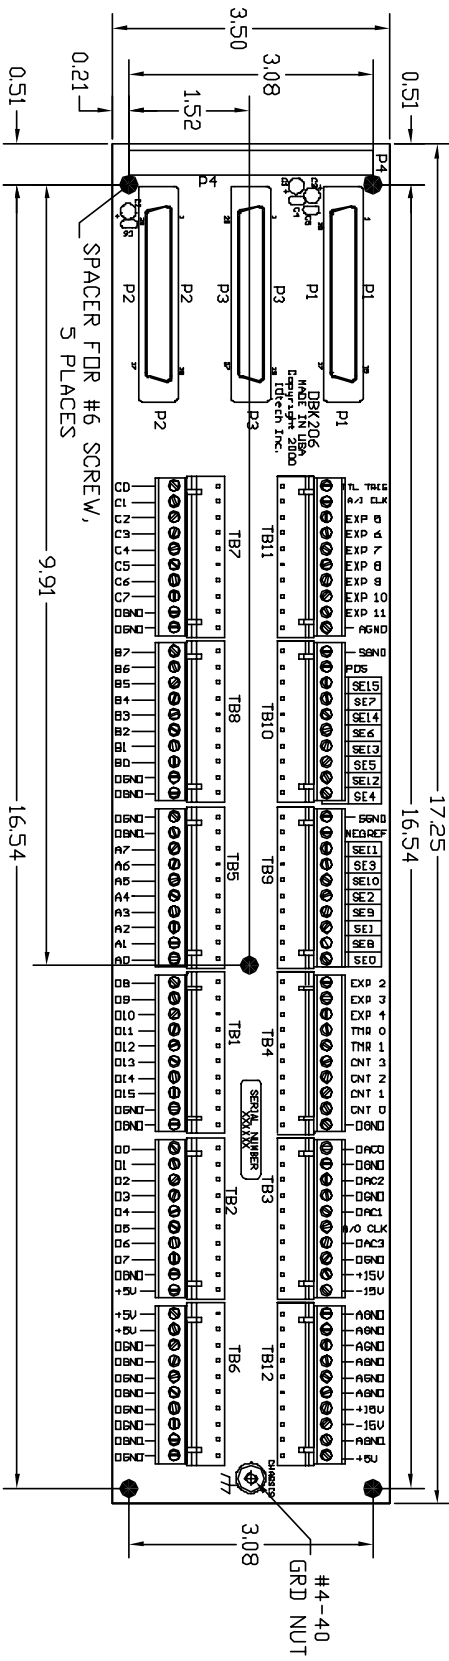 3.50
3.08
1.52
0.21
0.51
0.51
17.25
16.54
16.54
9.91
3.08
SPACER FOR #6 SCREW,
5 PLACES
#4-40
GRD NUT
P4
P4
P1
P1
P1
P3
P3
P3
P2
P2
P2
DBK206
MADE IN USA
Copyright 2000
IOtech Inc.
TB11
TTL TRIG
A/I CLK
EXP 5
EXP 6
EXP 7
EXP 8
EXP 9
EXP 10
EXP 11
AGND
TB10
SGND
POS
SE15
SE7
SE14
SE6
SE13
SE5
SE12
SE4
TB9
SGND
NEGREF
SE11
SE3
SE10
SE2
SE9
SE1
SE8
SE0
TB4
EXP 2
EXP 3
EXP 4
TMR 0
TMR 1
CNT 3
CNT 2
CNT 1
CNT 0
DGND
TB3
DAC0
DGND
DAC2
DGND
DAC1
A/O CLK
DAC3
DGND
+15V
-15V
TB12
AGND
AGND
AGND
AGND
AGND
AGND
+15V
-15V
AGND
+5V
TB7
C0
C1
C2
C3
C4
C5
C6
C7
DGND
DGND
TB8
B7
B6
B5
B4
B3
B2
B1
B0
DGND
DGND
TB5
DGND
DGND
A7
A6
A5
A4
A3
A2
A1
A0
TB1
D8
D9
D10
D11
D12
D13
D14
D15
DGND
DGND
TB2
D0
D1
D2
D3
D4
D5
D6
D7
DGND
+5V
TB6
+5V
+5V
DGND
DGND
DGND
DGND
DGND
DGND
DGND
DGND
SERIAL NUMBER
XXXXXX
CHASSIS